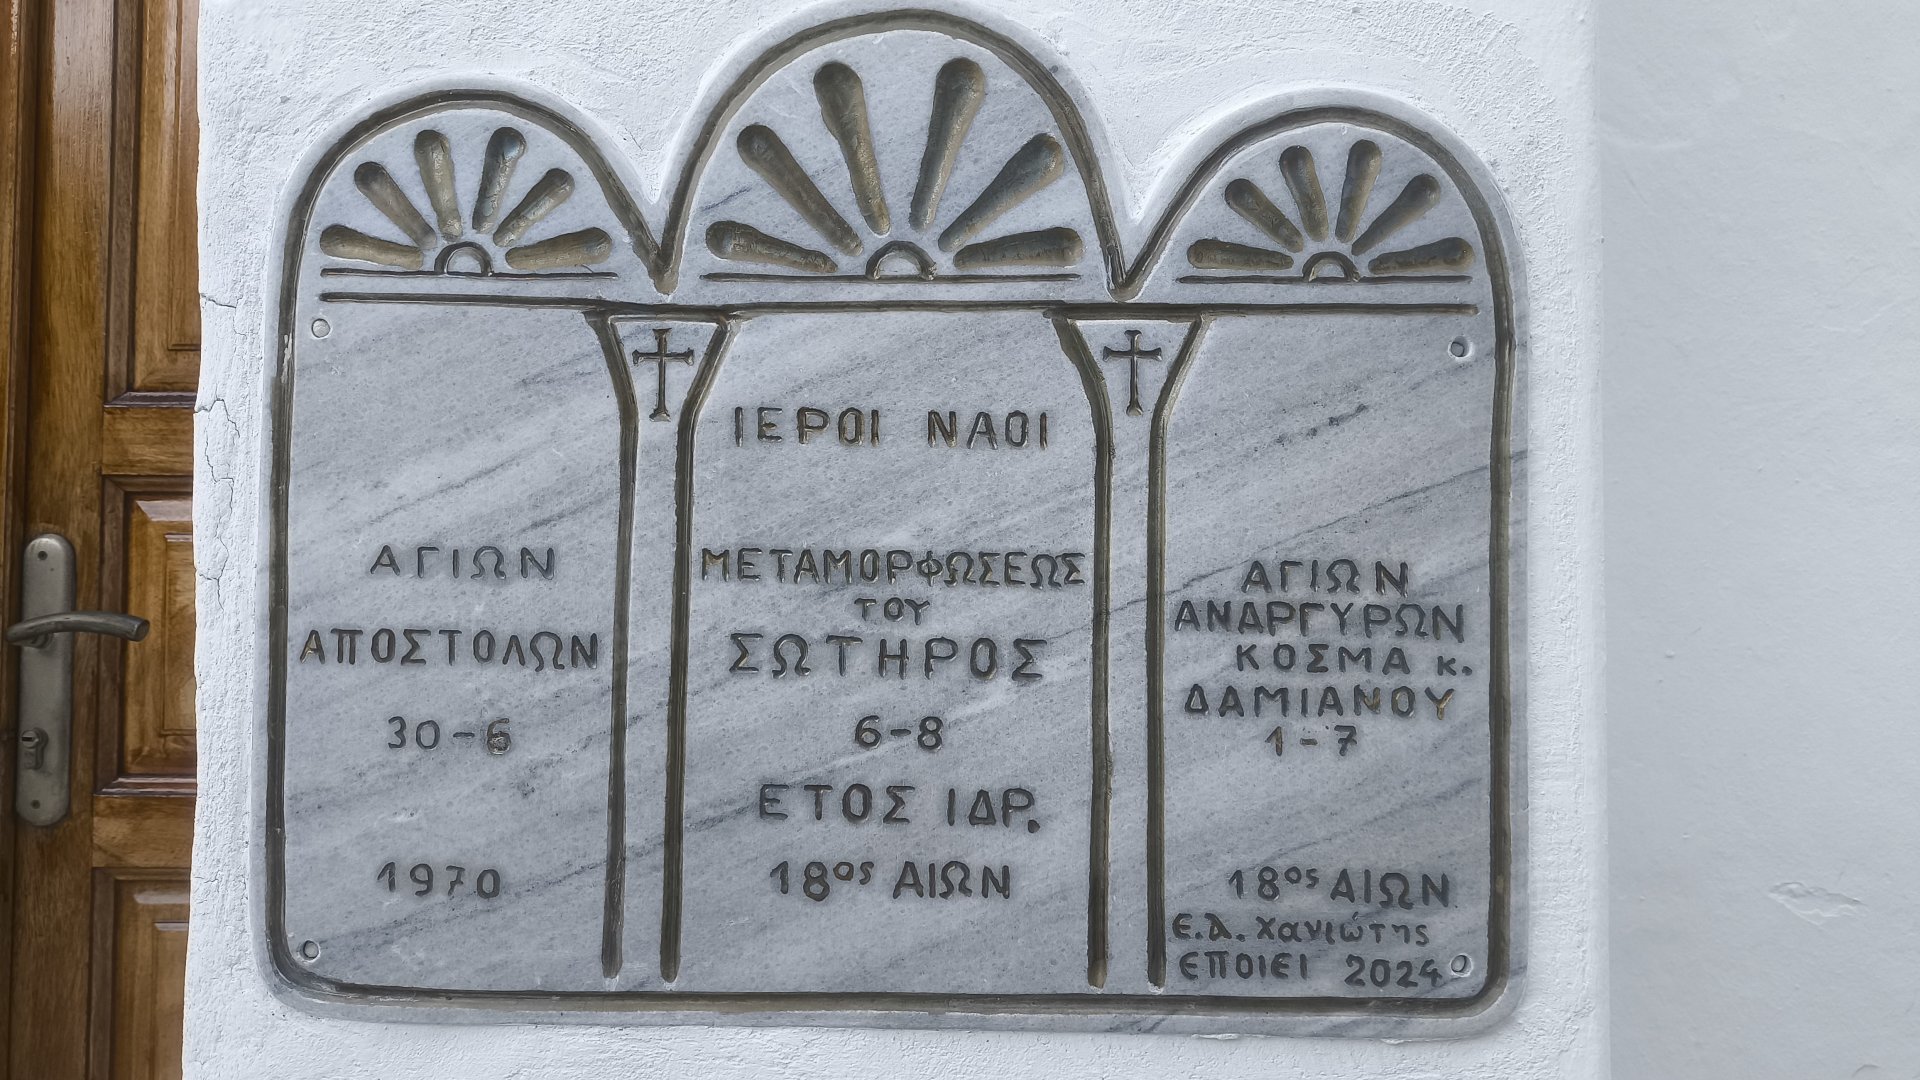 ΙΕΡΟΙ ΝΑΟΙ
ΑΓΙΩΝ
ΑΠΟΣΤΟΛΩΝ
30-6
1970
ΜΕΤΑΜΟΡΦΩΣΕΩΣ
ΤΟΥ
ΣΩΤΗΡΟΣ
6-8
ΕΤΟΣ ΙΔΡ.
18ος ΑΙΩΝ
ΑΓΙΩΝ
ΑΝΑΡΓΥΡΩΝ
ΚΟΣΜΑ κ.
ΔΑΜΙΑΝΟΥ
1-7
18ος ΑΙΩΝ
Ε.Δ. Χανιώτης
ΕΠΟΙΕΙ 2024